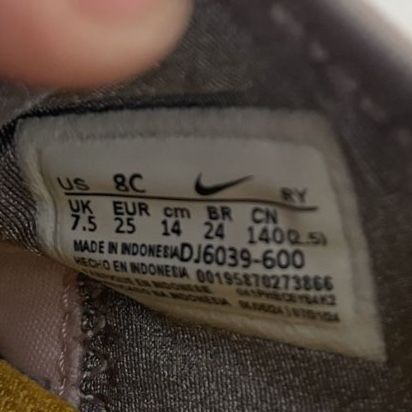 US 8C RY
UK EUR cm BR CN
7.5 25 14 24 140(2.5)
MADE IN INDONESIA DJ6039-600
HECHO EN INDONESIA 00195870273866